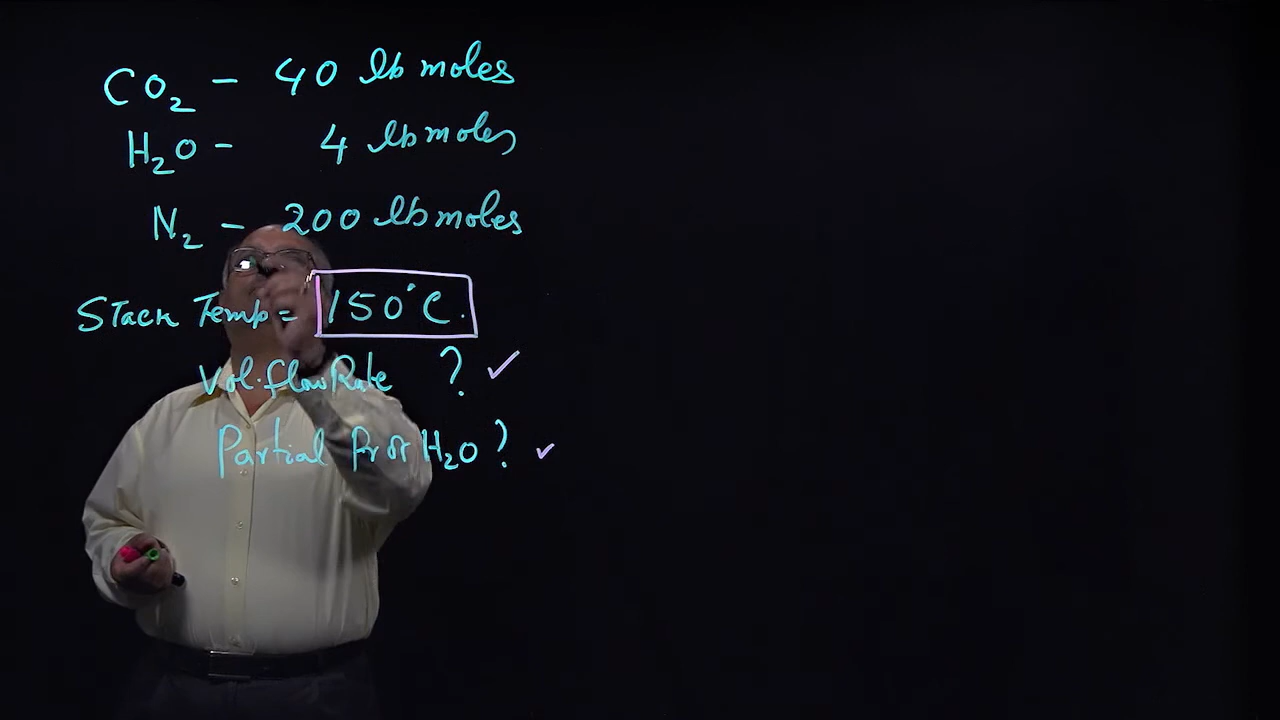 CO2 - 40 lb moles
H2O - 4 lb moles
N2 - 200 lb moles
Stack Temp = 150°C.
Vol. flow Rate ? ✓
Partial Pr of H2O ? ✓